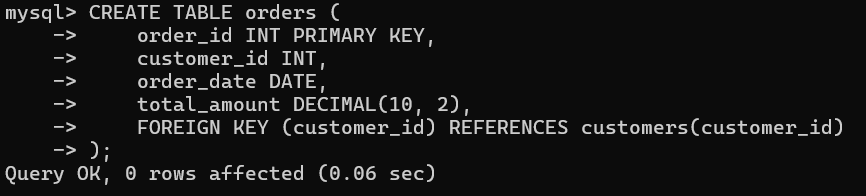 mysql> CREATE TABLE orders (
    ->     order_id INT PRIMARY KEY,
    ->     customer_id INT,
    ->     order_date DATE,
    ->     total_amount DECIMAL(10, 2),
    ->     FOREIGN KEY (customer_id) REFERENCES customers(customer_id)
    -> );
Query OK, 0 rows affected (0.06 sec)